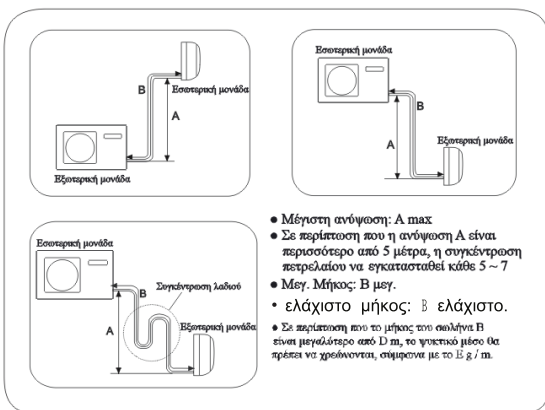 Εσωτερική μονάδα
B
Εσωτερική μονάδα
A
Εξωτερική μονάδα
B
A
Εξωτερική μονάδα
Εσωτερική μονάδα
B
Συγκέντρωση λαδιού
A
Εξωτερική μονάδα
Εξωτερική μονάδα
● Μέγιστη ανύψωση: A max
● Σε περίπτωση που η ανύψωση A είναι
περισσότερο από 5 μέτρα, η συγκέντρωση
πετρελαίου να εγκατασταθεί κάθε 5 ~ 7
● Μεγ. Μήκος: B μεγ.
• ελάχιστο μήκος: B ελάχιστο.
● Σε περίπτωση που το μήκος του σωλήνα B
είναι μεγαλύτερο από D m, το ψυκτικό μέσο θα
πρέπει να χρεώνονται, σύμφωνα με το E g / m.